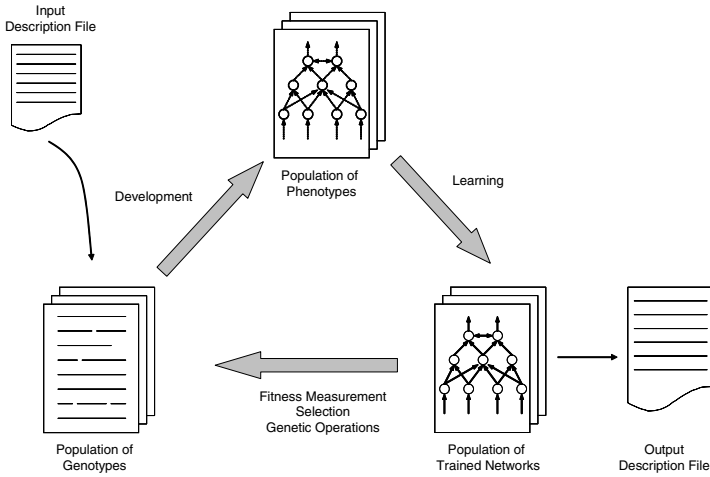 Input
Description File
Population of
Phenotypes
Development
Learning
Fitness Measurement
Selection
Genetic Operations
Population of
Genotypes
Population of
Trained Networks
Output
Description File